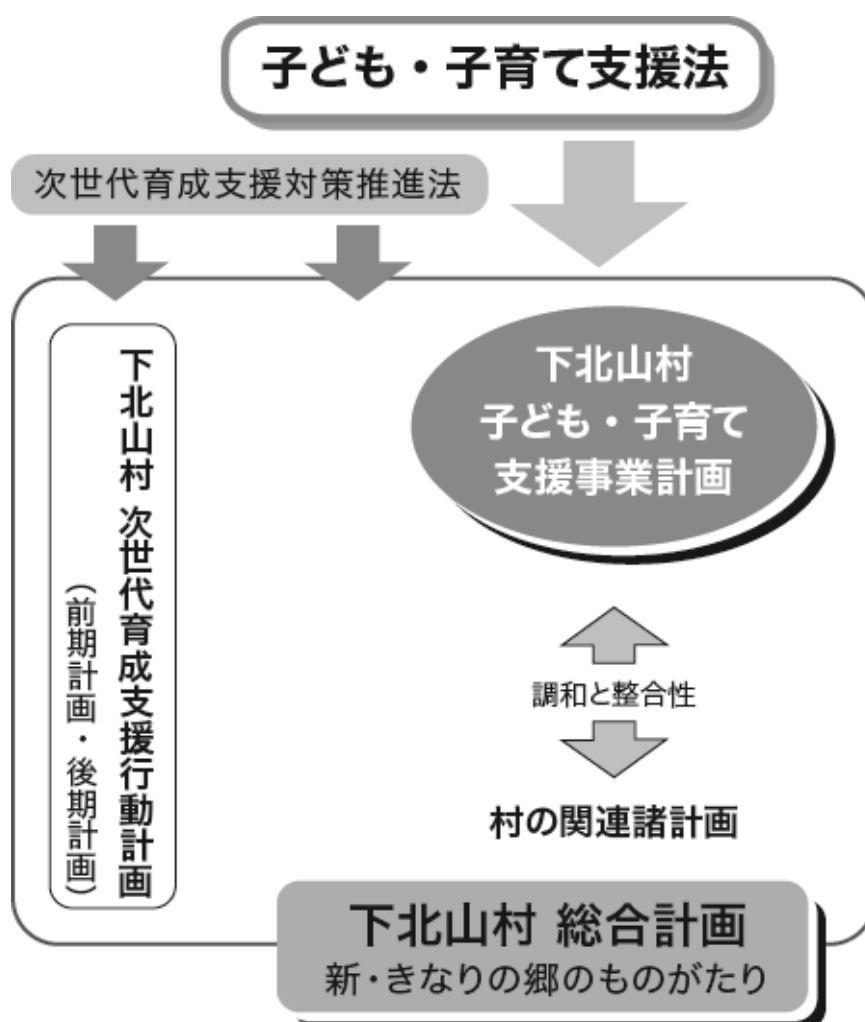 子ども・子育て支援法
次世代育成支援対策推進法
下北山村 次世代育成支援行動計画
（前期計画・後期計画）
下北山村
子ども・子育て
支援事業計画
調和と整合性
村の関連諸計画
下北山村 総合計画
新・きなりの郷のものがたり